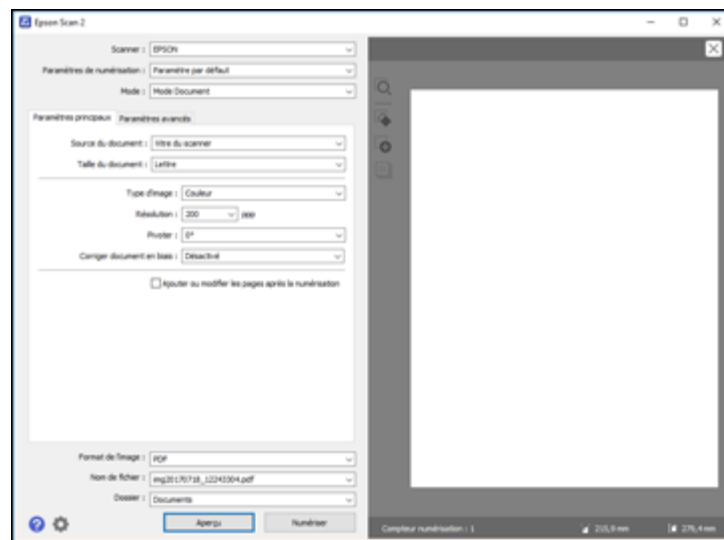 Epson Scan 2
Scanner : EPSON
Paramètres de numérisation : Paramètre par défaut
Mode : Mode Document
Paramètres principaux Paramètres avancés
Source du document : Vitre du scanner
Taille du document : Lettre
Type d'image : Couleur
Résolution : 200 ppp
Pivoter : 0°
Corriger document en biais : Désactivé
Ajouter ou modifier les pages après la numérisation
Format de l'image : PDF
Nom de fichier : img20170718_12243304.pdf
Dossier : Documents
Aperçu Numériser
Compteur numérisation : 1 215,9 mm 279,4 mm